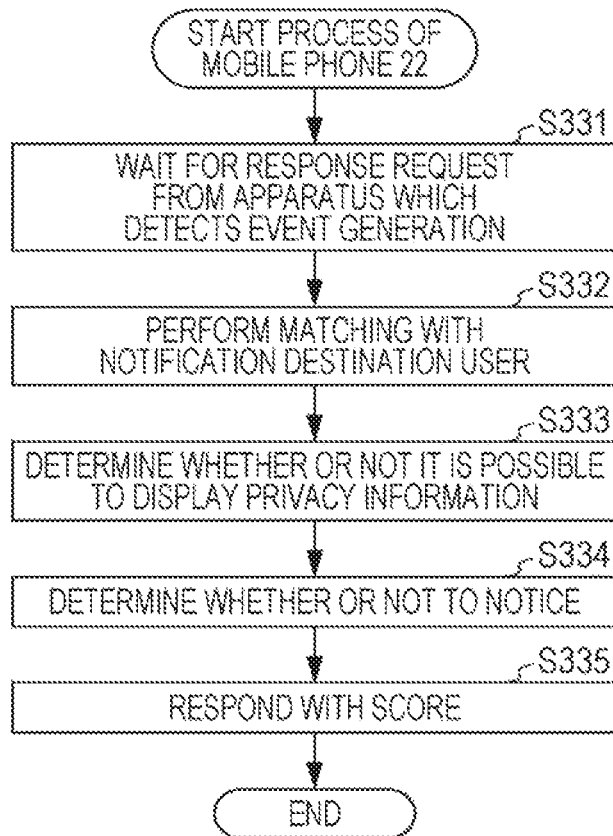 START PROCESS OF
MOBILE PHONE 22
S331
WAIT FOR RESPONSE REQUEST
FROM APPARATUS WHICH
DETECTS EVENT GENERATION
S332
PERFORM MATCHING WITH
NOTIFICATION DESTINATION USER
S333
DETERMINE WHETHER OR NOT IT IS POSSIBLE
TO DISPLAY PRIVACY INFORMATION
S334
DETERMINE WHETHER OR NOT TO NOTICE
S335
RESPOND WITH SCORE
END